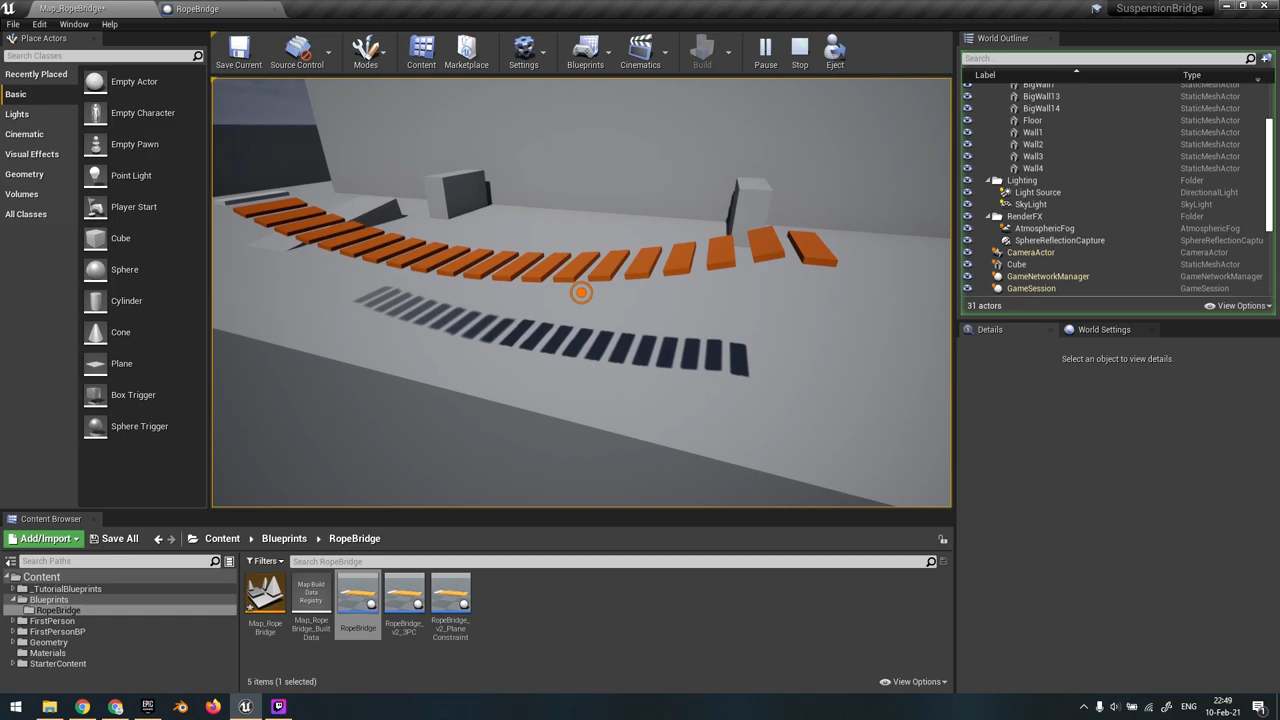 Map_RopeBridge*
RopeBridge
SuspensionBridge
File Edit Window Help
Place Actors
Search Classes
Recently Placed
Basic
Lights
Cinematic
Visual Effects
Geometry
Volumes
All Classes
Empty Actor
Empty Character
Empty Pawn
Point Light
Player Start
Cube
Sphere
Cylinder
Cone
Plane
Box Trigger
Sphere Trigger
Save Current
Source Control
Modes
Content
Marketplace
Settings
Blueprints
Cinematics
Build
Pause
Stop
Eject
World Outliner
Search...
Label Type
BigWall7 StaticMeshActor
BigWall13 StaticMeshActor
BigWall14 StaticMeshActor
Floor StaticMeshActor
Wall1 StaticMeshActor
Wall2 StaticMeshActor
Wall3 StaticMeshActor
Wall4 StaticMeshActor
Lighting Folder
Light Source DirectionalLight
SkyLight SkyLight
RenderFX Folder
AtmosphericFog AtmosphericFog
SphereReflectionCapture SphereReflectionCaptu
CameraActor CameraActor
Cube StaticMeshActor
GameNetworkManager GameNetworkManager
GameSession GameSession
31 actors
View Options
Details
World Settings
Select an object to view details.
Content Browser
Add/Import
Save All
Content Blueprints RopeBridge
Search Paths
Filters
Search RopeBridge
Content
_TutorialBlueprints
Blueprints
RopeBridge
FirstPerson
FirstPersonBP
Geometry
Materials
StarterContent
Map_Rope
Bridge
Map Build
Data
Registry
Map_Rope
Bridge_Built
Data
RopeBridge
RopeBridge_
v2_3PC
RopeBridge_
v2_Plane
Constraint
5 items (1 selected)
View Options
EPIC
22:49
10-Feb-21